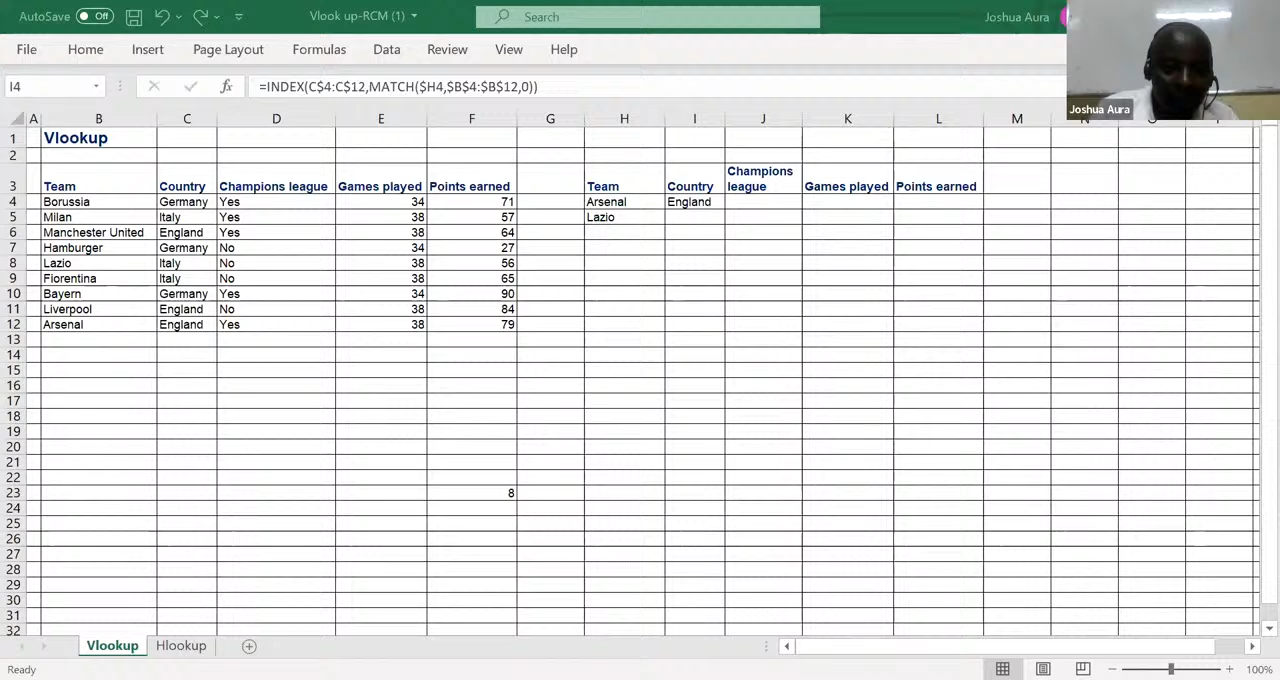 AutoSave Off Vlook up-RCM (1) Search Joshua Aura
File Home Insert Page Layout Formulas Data Review View Help
I4 fx =INDEX(C$4:C$12,MATCH($H4,$B$4:$B$12,0))
Joshua Aura
A B C D E F G H I J K L M
1 Vlookup
2
3 Team Country Champions league Games played Points earned Team Country Champions league Games played Points earned
4 Borussia Germany Yes 34 71 Arsenal England
5 Milan Italy Yes 38 57 Lazio
6 Manchester United England Yes 38 64
7 Hamburger Germany No 34 27
8 Lazio Italy No 38 56
9 Fiorentina Italy No 38 65
10 Bayern Germany Yes 34 90
11 Liverpool England No 38 84
12 Arsenal England Yes 38 79
13
14
15
16
17
18
19
20
21
22
23 8
24
25
26
27
28
29
30
31
32
Vlookup Hlookup
Ready 100%